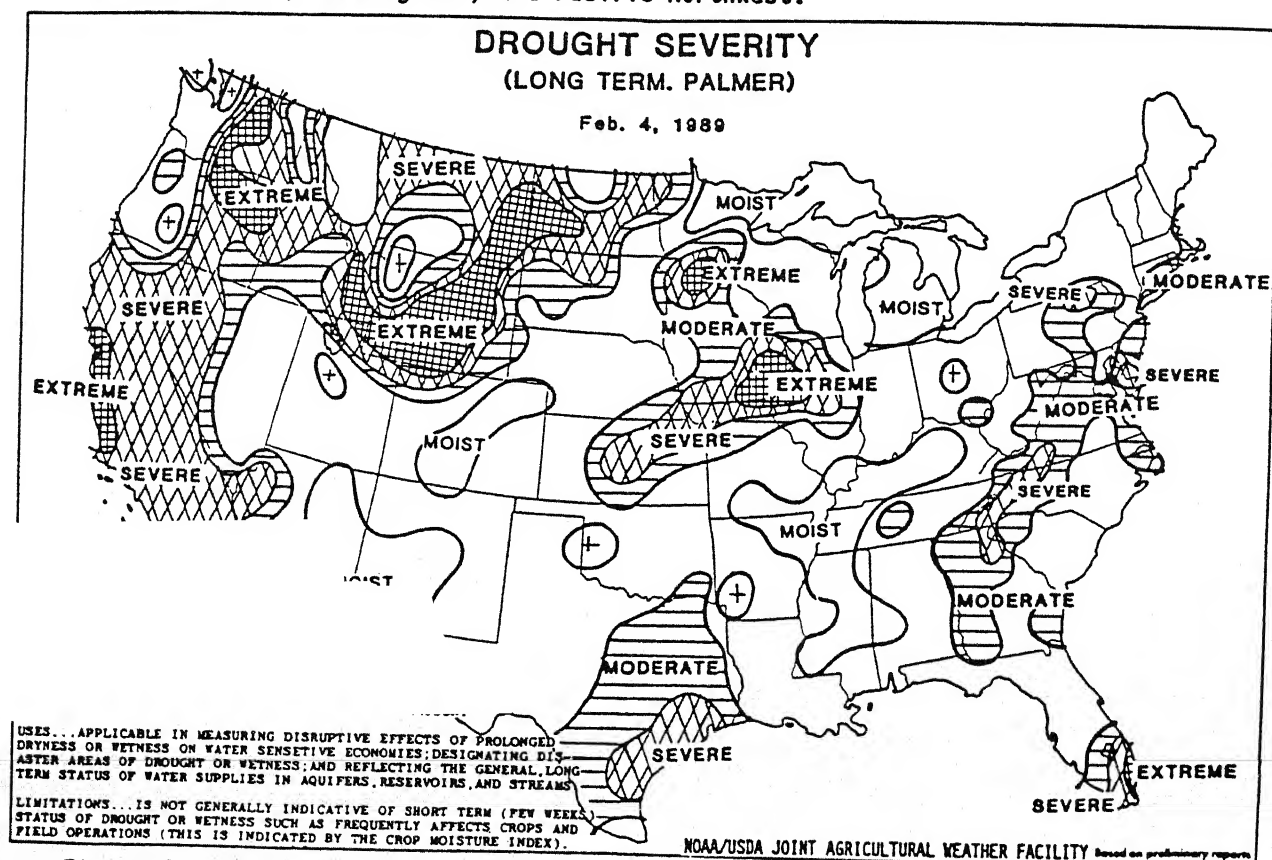 DROUGHT SEVERITY
(LONG TERM. PALMER)
Feb. 4, 1989
SEVERE
EXTREME
MOIST
EXTREME
MODERATE
SEVERE
MOIST
SEVERE
EXTREME
MODERATE
EXTREME
EXTREME
SEVERE
MODERATE
MOIST
SEVERE
SEVERE
SEVERE
MOIST
MODERATE
MODERATE
SEVERE
EXTREME
SEVERE
USES...APPLICABLE IN MEASURING DISRUPTIVE EFFECTS OF PROLONGED
DRYNESS OR WETNESS ON WATER SENSETIVE ECONOMIES;DESIGNATING DIS-
ASTER AREAS OF DROUGHT OR WETNESS;AND REFLECTING THE GENERAL,LONG
TERM STATUS OF WATER SUPPLIES IN AQUIFERS,RESERVOIRS,AND STREAMS
LIMITATIONS...IS NOT GENERALLY INDICATIVE OF SHORT TERM (FEW WEEKS)
STATUS OF DROUGHT OR WETNESS SUCH AS FREQUENTLY AFFECTS CROPS AND
FIELD OPERATIONS (THIS IS INDICATED BY THE CROP MOISTURE INDEX).
NOAA/USDA JOINT AGRICULTURAL WEATHER FACILITY Based on preliminary reports